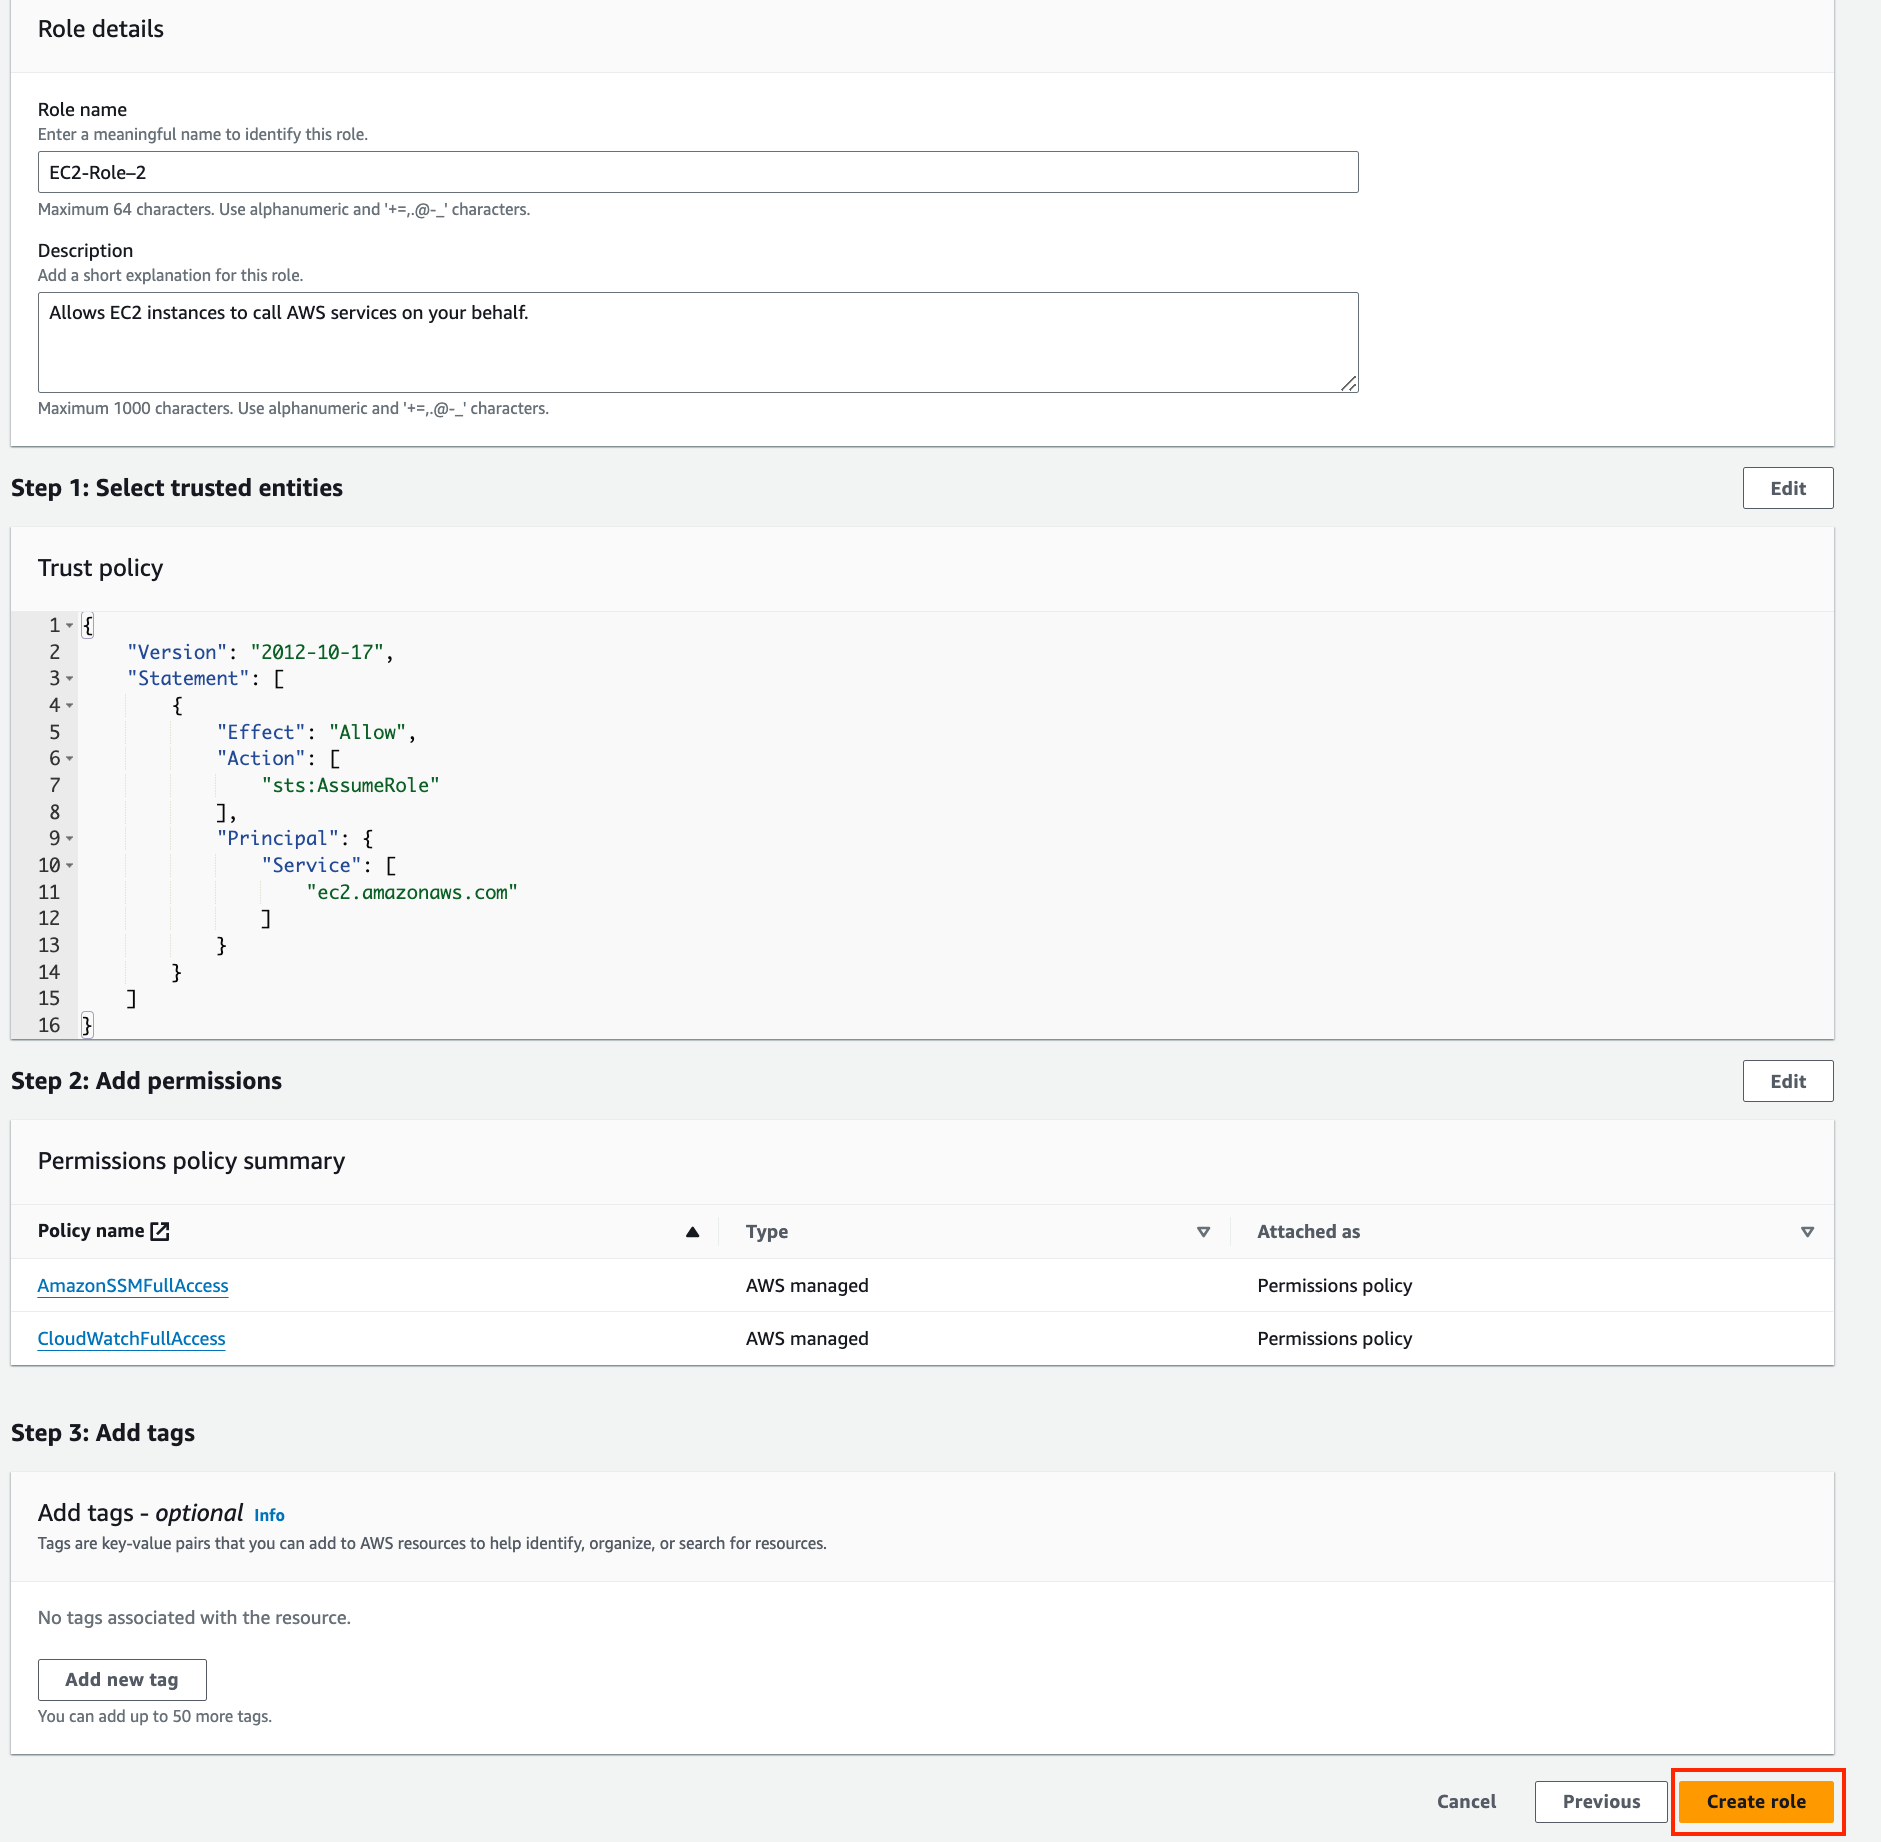 Role details
Role name
Enter a meaningful name to identify this role.
EC2-Role–2
Maximum 64 characters. Use alphanumeric and '+=,.@-_' characters.
Description
Add a short explanation for this role.
Allows EC2 instances to call AWS services on your behalf.
Maximum 1000 characters. Use alphanumeric and '+=,.@-_' characters.
Step 1: Select trusted entities Edit
Trust policy
1 {
2 "Version": "2012-10-17",
3 "Statement": [
4 {
5 "Effect": "Allow",
6 "Action": [
7 "sts:AssumeRole"
8 ],
9 "Principal": {
10 "Service": [
11 "ec2.amazonaws.com"
12 ]
13 }
14 }
15 ]
16 }
Step 2: Add permissions Edit
Permissions policy summary
Policy name Type Attached as
AmazonSSMFullAccess AWS managed Permissions policy
CloudWatchFullAccess AWS managed Permissions policy
Step 3: Add tags
Add tags - optional Info
Tags are key-value pairs that you can add to AWS resources to help identify, organize, or search for resources.
No tags associated with the resource.
Add new tag
You can add up to 50 more tags.
Cancel Previous Create role